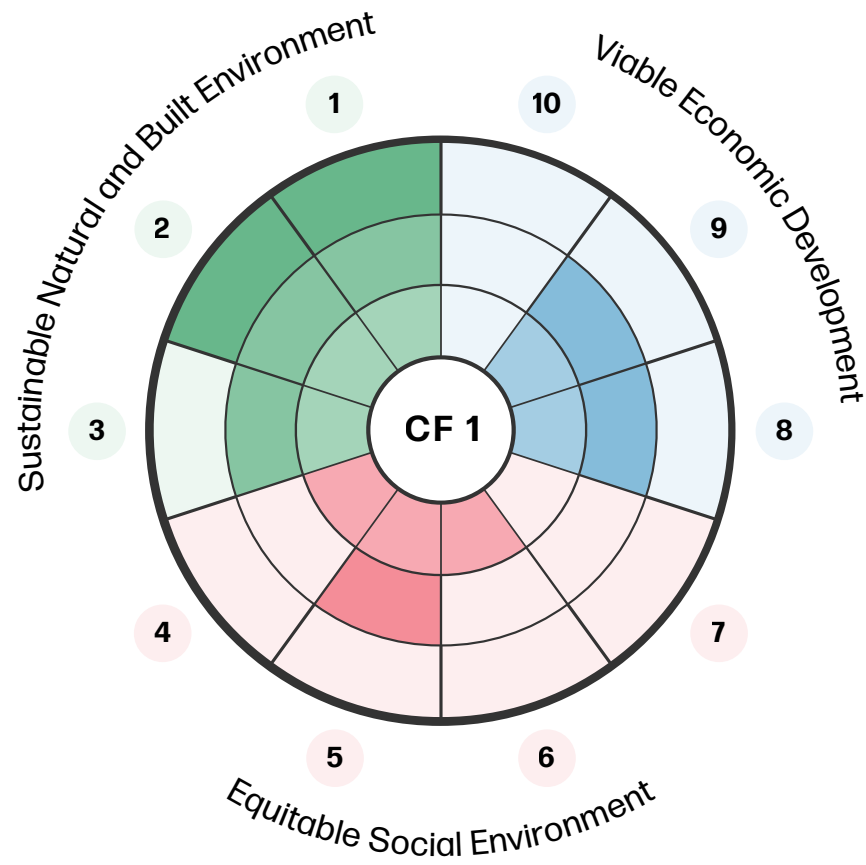 Sustainable Natural and Built Environment
Viable Economic Development
1
10
2
9
3
CF 1
8
4
7
5
6
Equitable Social Environment